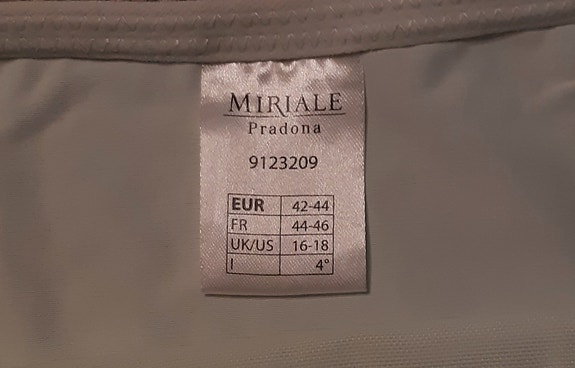 MIRIALE
Pradona
9123209
EUR 42-44
FR 44-46
UK/US 16-18
I 4°